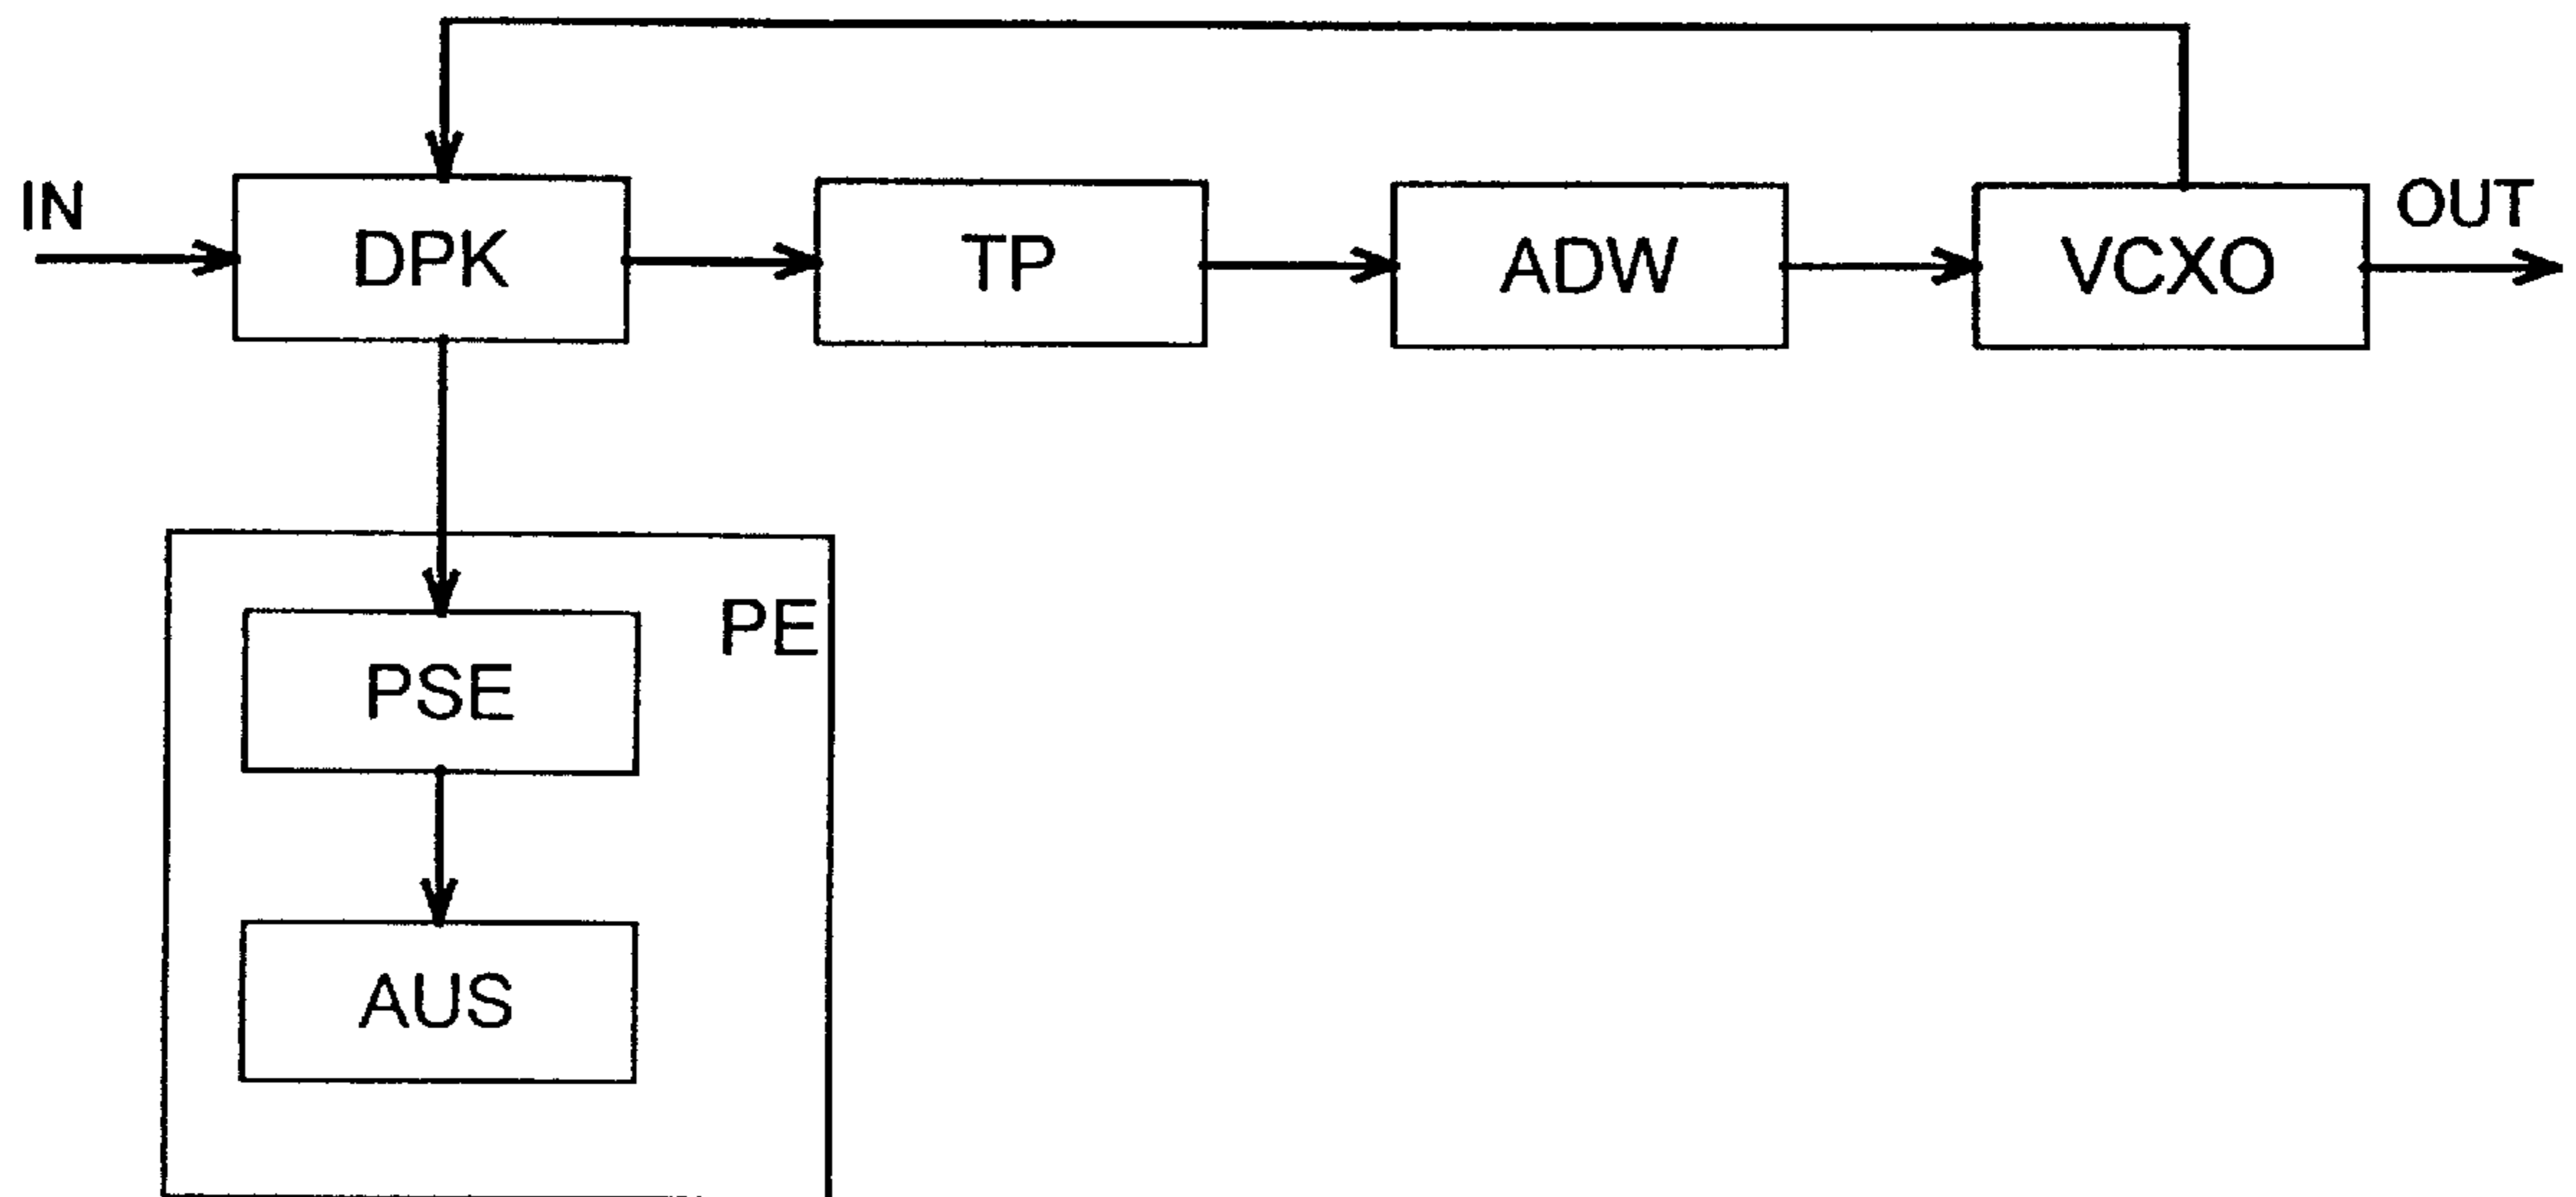 IN
DPK
TP
ADW
VCXO
OUT
PE
PSE
AUS